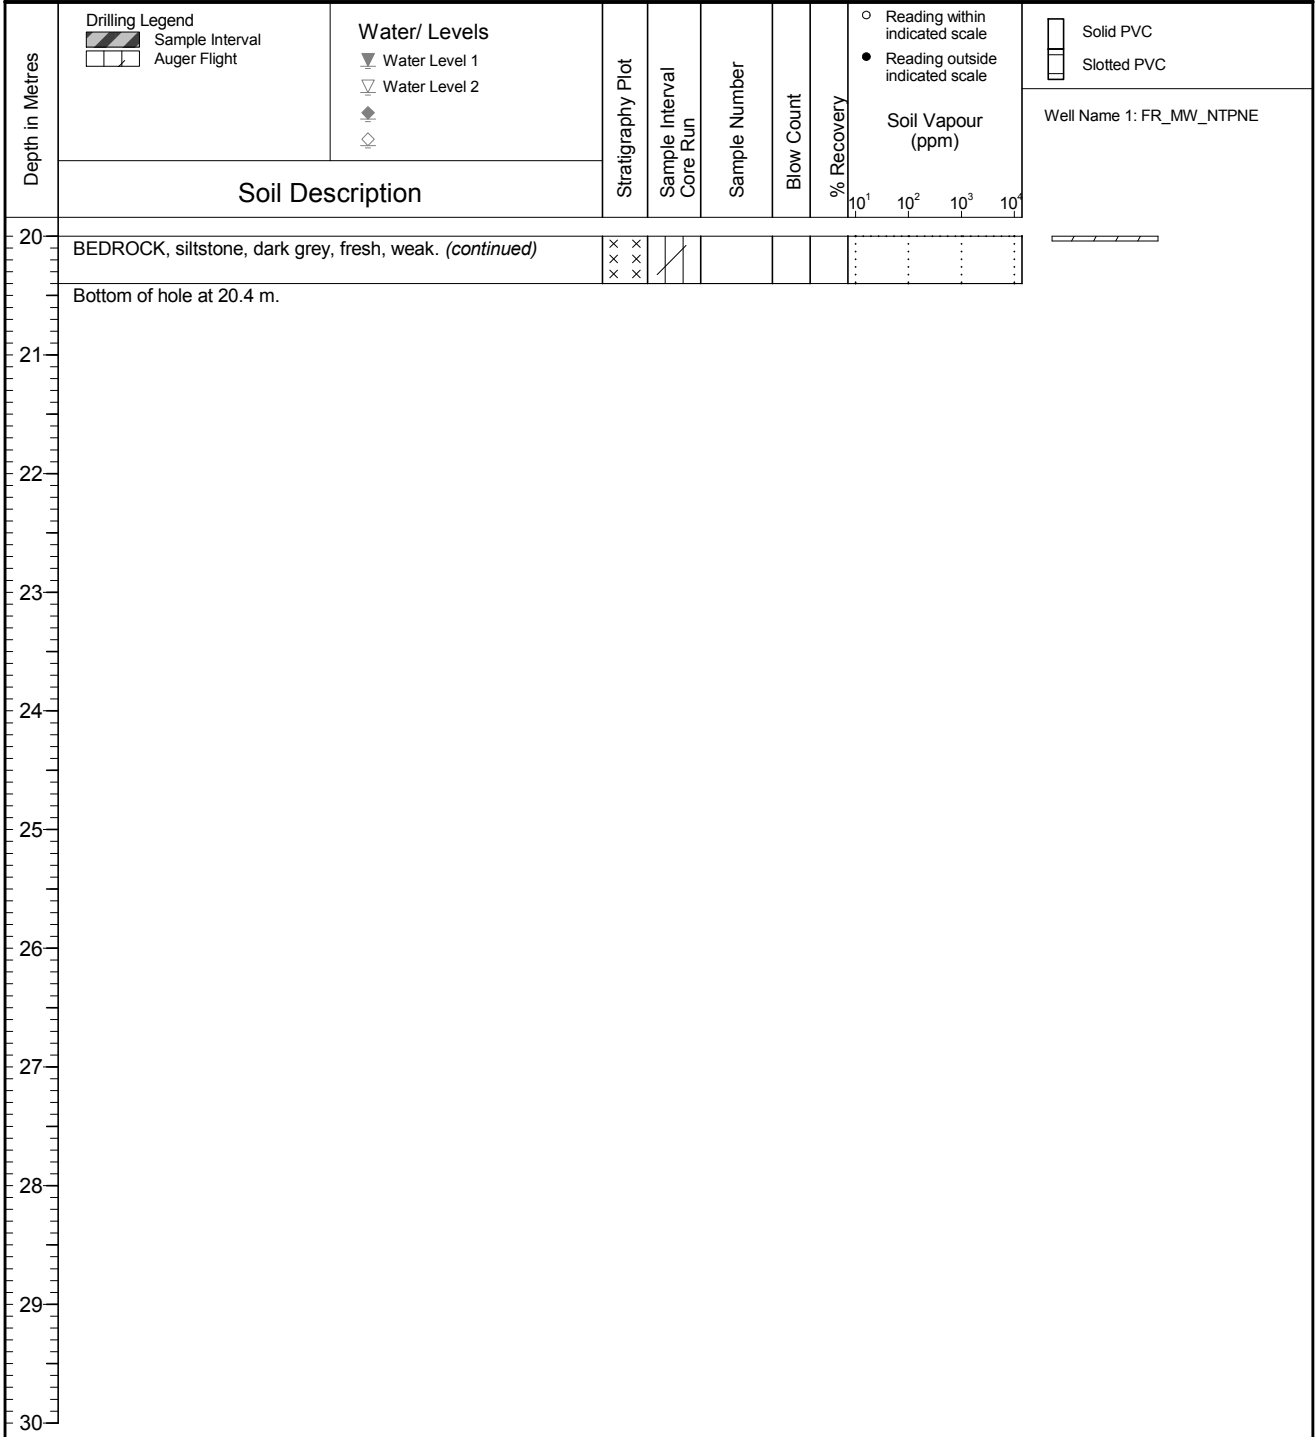 Depth in Metres
Drilling Legend
Sample Interval
Auger Flight
Water/ Levels
Water Level 1
Water Level 2
Soil Description
Stratigraphy Plot
Sample Interval
Core Run
Sample Number
Blow Count
% Recovery
Reading within
indicated scale
Reading outside
indicated scale
Soil Vapour
(ppm)
10¹ 10² 10³ 10⁴
Solid PVC
Slotted PVC
Well Name 1: FR_MW_NTPNE
20
BEDROCK, siltstone, dark grey, fresh, weak. (continued)
Bottom of hole at 20.4 m.
21
22
23
24
25
26
27
28
29
30